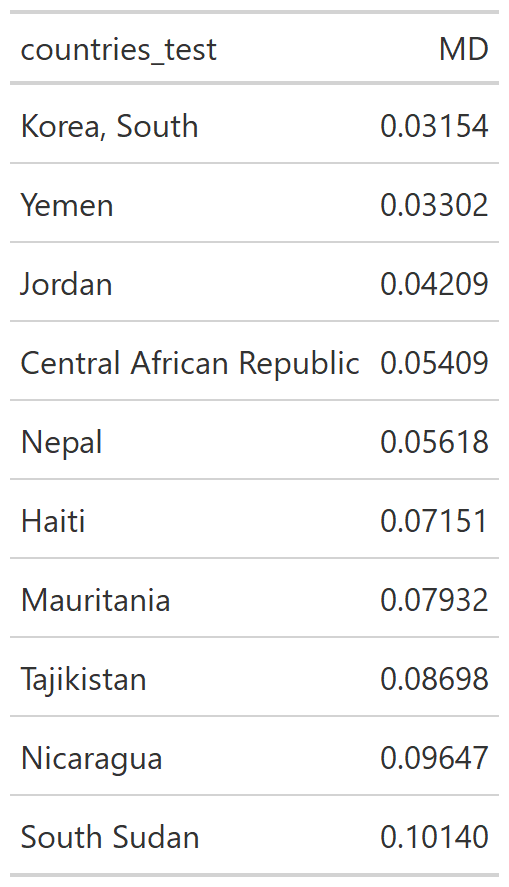 countries_test MD
Korea, South 0.03154
Yemen 0.03302
Jordan 0.04209
Central African Republic 0.05409
Nepal 0.05618
Haiti 0.07151
Mauritania 0.07932
Tajikistan 0.08698
Nicaragua 0.09647
South Sudan 0.10140